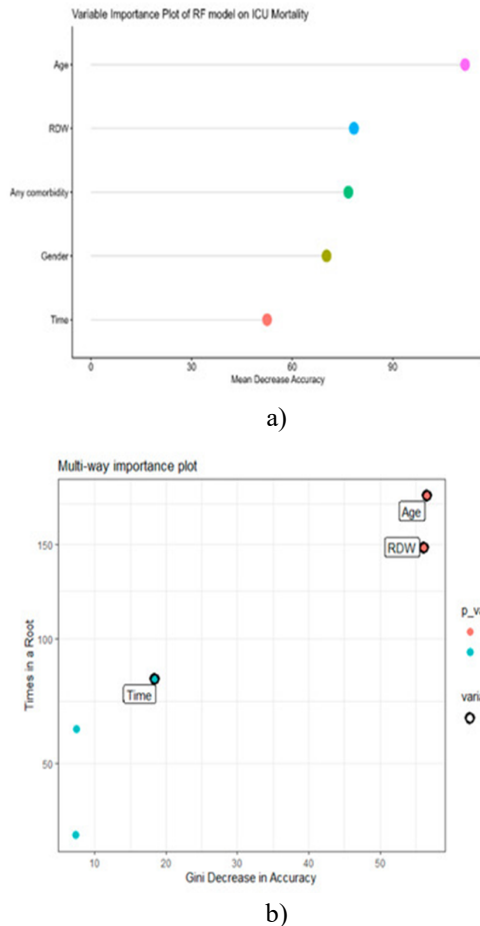 Variable Importance Plot of RF model on ICU Mortality
Age
RDW
Any comorbidity
Gender
Time
0 30 60 90
Mean Decrease Accuracy
a)
Multi-way importance plot
Times in a Root
150
100
50
Age
RDW
Time
p_va
varia
10 20 30 40 50
Gini Decrease in Accuracy
b)